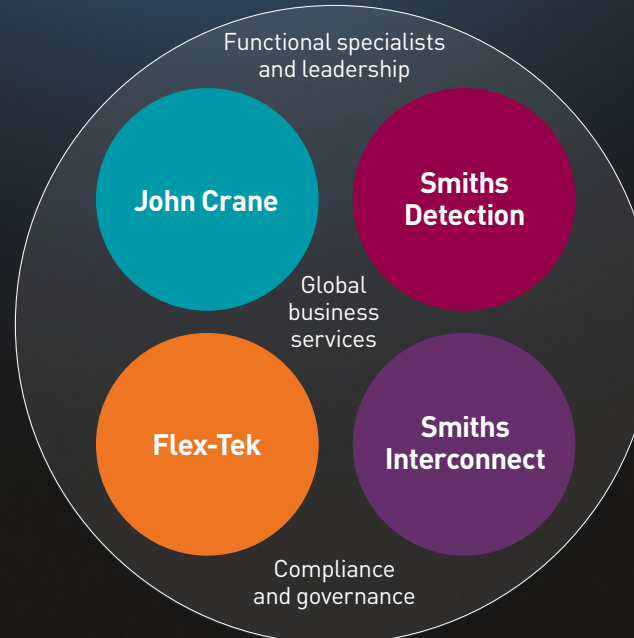 Functional specialists
and leadership
John Crane
Smiths
Detection
Global
business
services
Flex-Tek
Smiths
Interconnect
Compliance
and governance